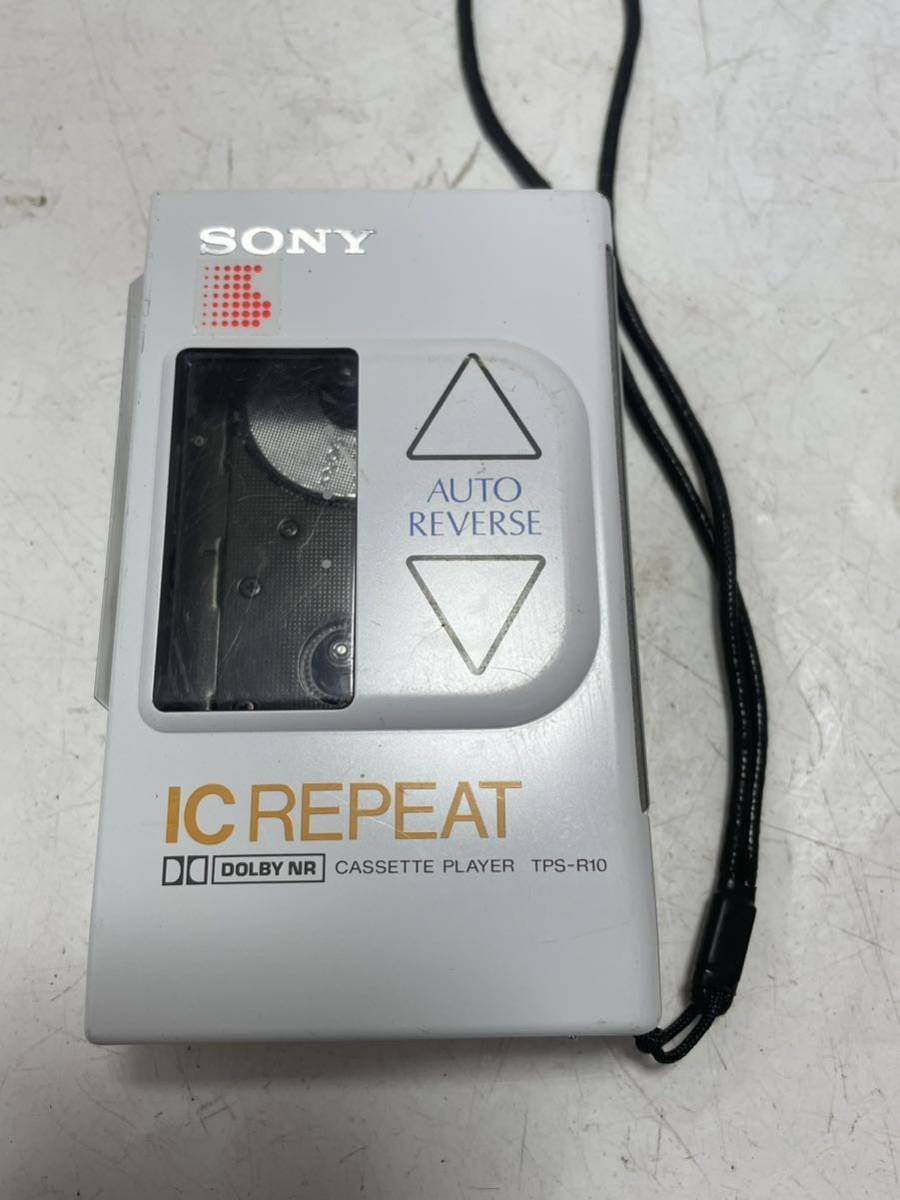 SONY
AUTO
REVERSE
IC REPEAT
DOLBY NR CASSETTE PLAYER TPS-R10